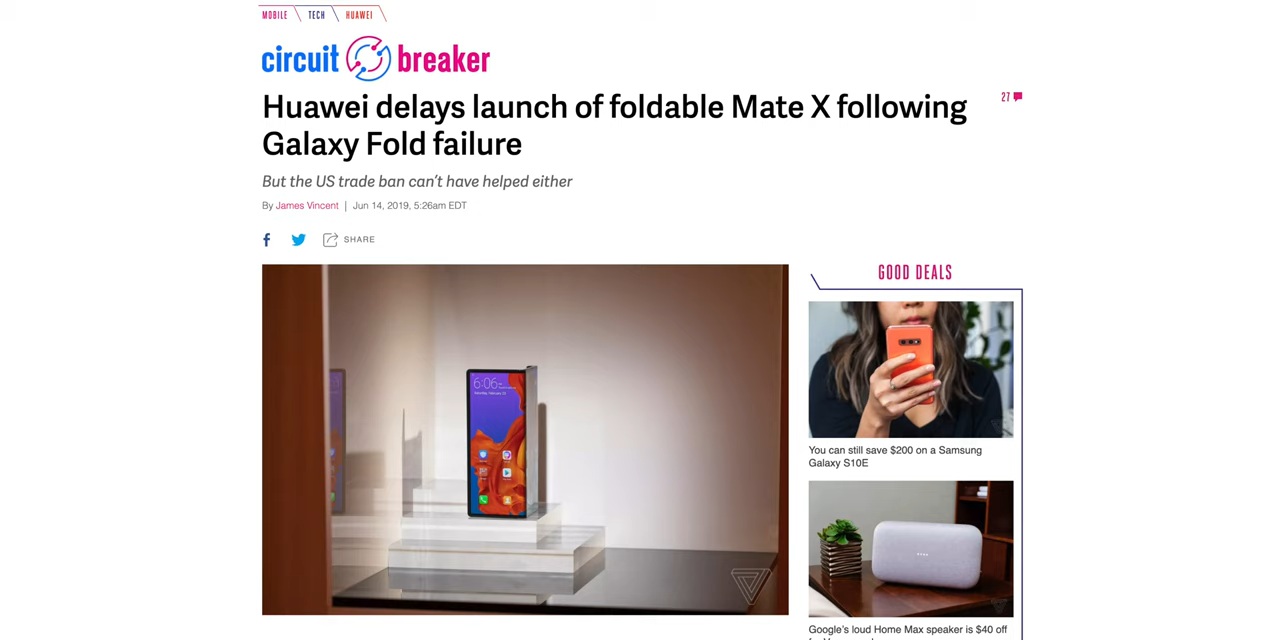 MOBILE TECH HUAWEI
circuit breaker
Huawei delays launch of foldable Mate X following
Galaxy Fold failure
27
But the US trade ban can't have helped either
By James Vincent | Jun 14, 2019, 5:26am EDT
SHARE
GOOD DEALS
6:06
You can still save $200 on a Samsung
Galaxy S10E
Google's loud Home Max speaker is $40 off